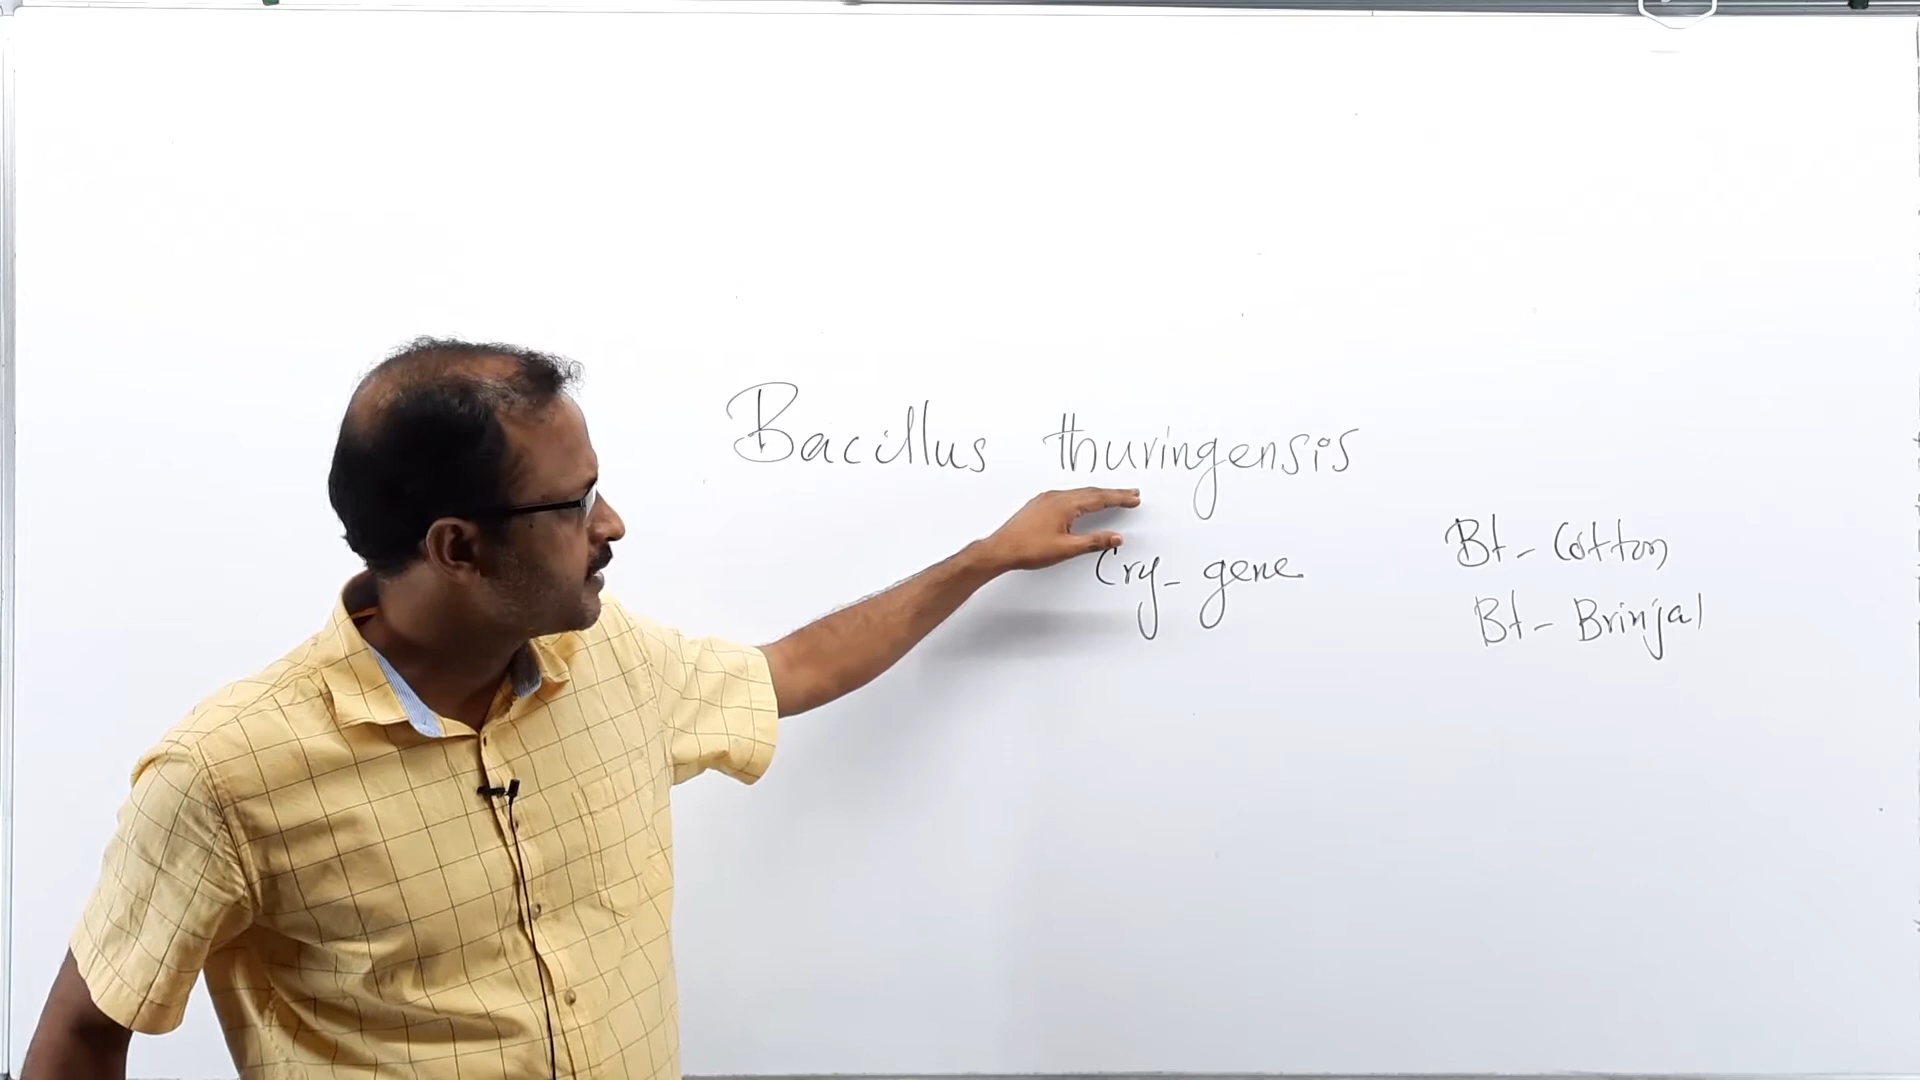 Bacillus thuringensis
Cry- gene
Bt- Cotton
Bt- Brinjal